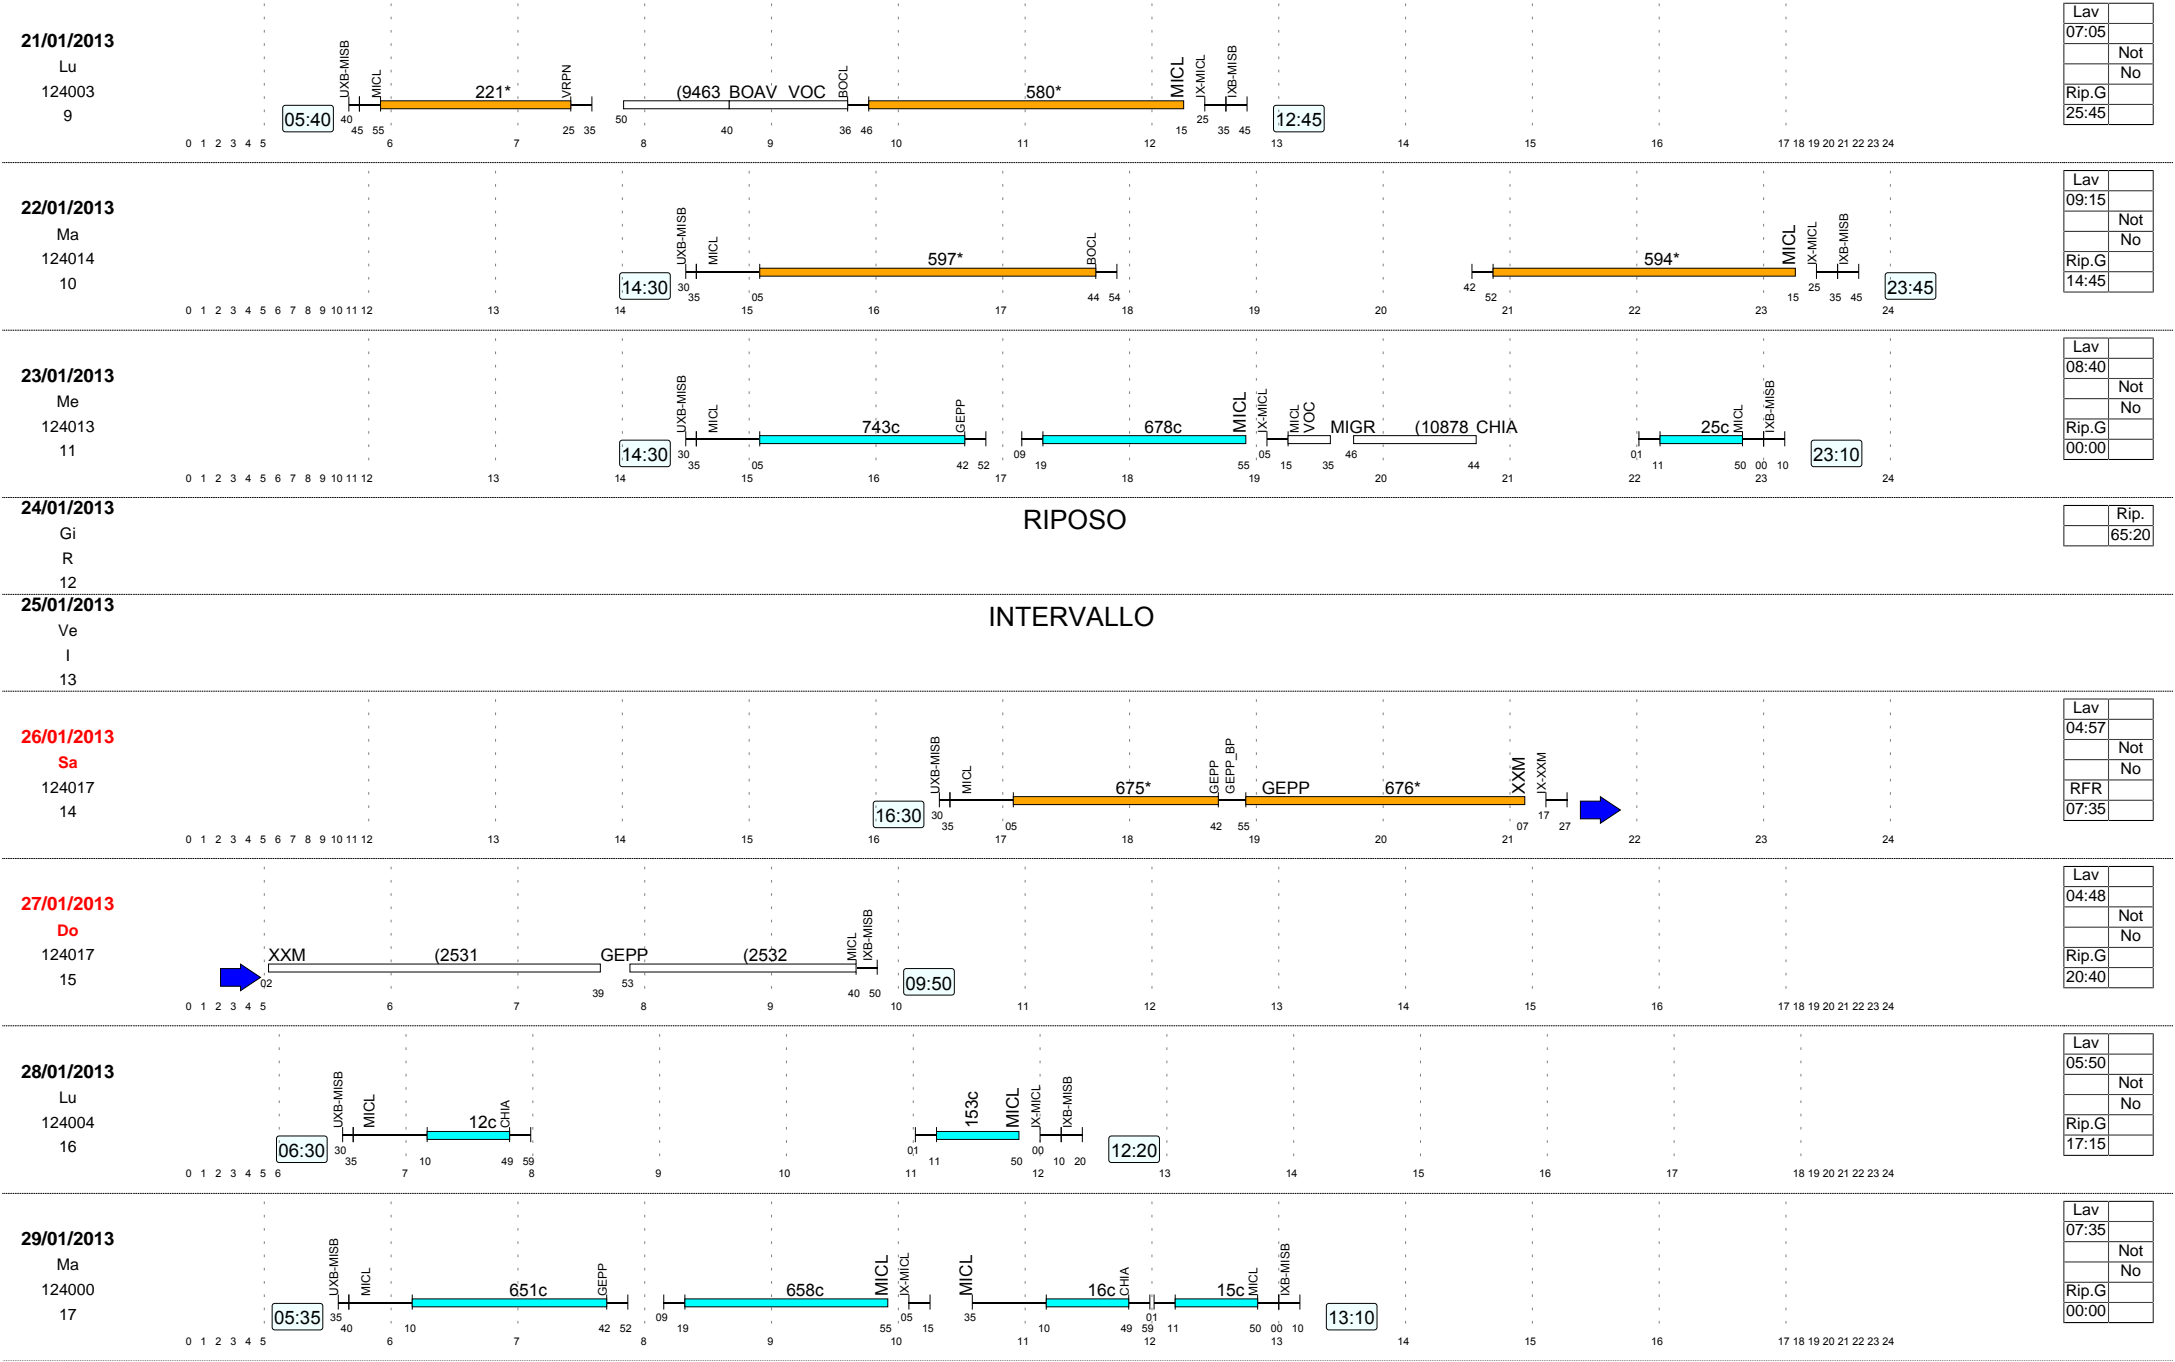 21/01/2013
Lu
124003
9
05:40
UXB-MISB MICL 221* VRPN (9463 BOAV VOC BOCL 580* MICL IX-MICL IXB-MISB
40 45 55 25 35 50 40 36 46 15 25 35 45
12:45
0 1 2 3 4 5 6 7 8 9 10 11 12 13 14 15 16 17 18 19 20 21 22 23 24
Lav
07:05
Not
No
Rip.G
25:45
22/01/2013
Ma
124014
10
14:30
UXB-MISB MICL 597* BOCL 594* MICL IX-MICL IXB-MISB
30 35 05 44 54 42 52 15 25 35 45
23:45
0 1 2 3 4 5 6 7 8 9 10 11 12 13 14 15 16 17 18 19 20 21 22 23 24
Lav
09:15
Not
No
Rip.G
14:45
23/01/2013
Me
124013
11
14:30
UXB-MISB MICL 743c GEPP 678c MICL IX-MICL MICL VOC MIGR (10878 CHIA 25c MICL IXB-MISB
30 35 05 42 52 09 19 55 05 15 35 46 44 01 11 50 00 10
23:10
0 1 2 3 4 5 6 7 8 9 10 11 12 13 14 15 16 17 18 19 20 21 22 23 24
Lav
08:40
Not
No
Rip.G
00:00
24/01/2013
Gi
R
12
RIPOSO
Rip.
65:20
25/01/2013
Ve
I
13
INTERVALLO
26/01/2013
Sa
124017
14
16:30
UXB-MISB MICL 675* GEPP GEPP_BP GEPP 676* XXM IX-XXM
30 35 05 42 55 07 17 27
0 1 2 3 4 5 6 7 8 9 10 11 12 13 14 15 16 17 18 19 20 21 22 23 24
Lav
04:57
Not
No
RFR
07:35
27/01/2013
Do
124017
15
XXM (2531 GEPP (2532 MICL IXB-MISB
02 39 53 40 50
09:50
0 1 2 3 4 5 6 7 8 9 10 11 12 13 14 15 16 17 18 19 20 21 22 23 24
Lav
04:48
Not
No
Rip.G
20:40
28/01/2013
Lu
124004
16
06:30
UXB-MISB MICL 12c CHIA 153c MICL IX-MICL IXB-MISB
30 35 10 49 59 01 11 50 00 10 20
12:20
0 1 2 3 4 5 6 7 8 9 10 11 12 13 14 15 16 17 18 19 20 21 22 23 24
Lav
05:50
Not
No
Rip.G
17:15
29/01/2013
Ma
124000
17
05:35
UXB-MISB MICL 651c GEPP 658c MICL IX-MICL MICL 16c CHIA 15c MICL IXB-MISB
35 40 10 42 52 09 19 55 05 15 35 10 49 59 01 11 50 00 10
13:10
0 1 2 3 4 5 6 7 8 9 10 11 12 13 14 15 16 17 18 19 20 21 22 23 24
Lav
07:35
Not
No
Rip.G
00:00